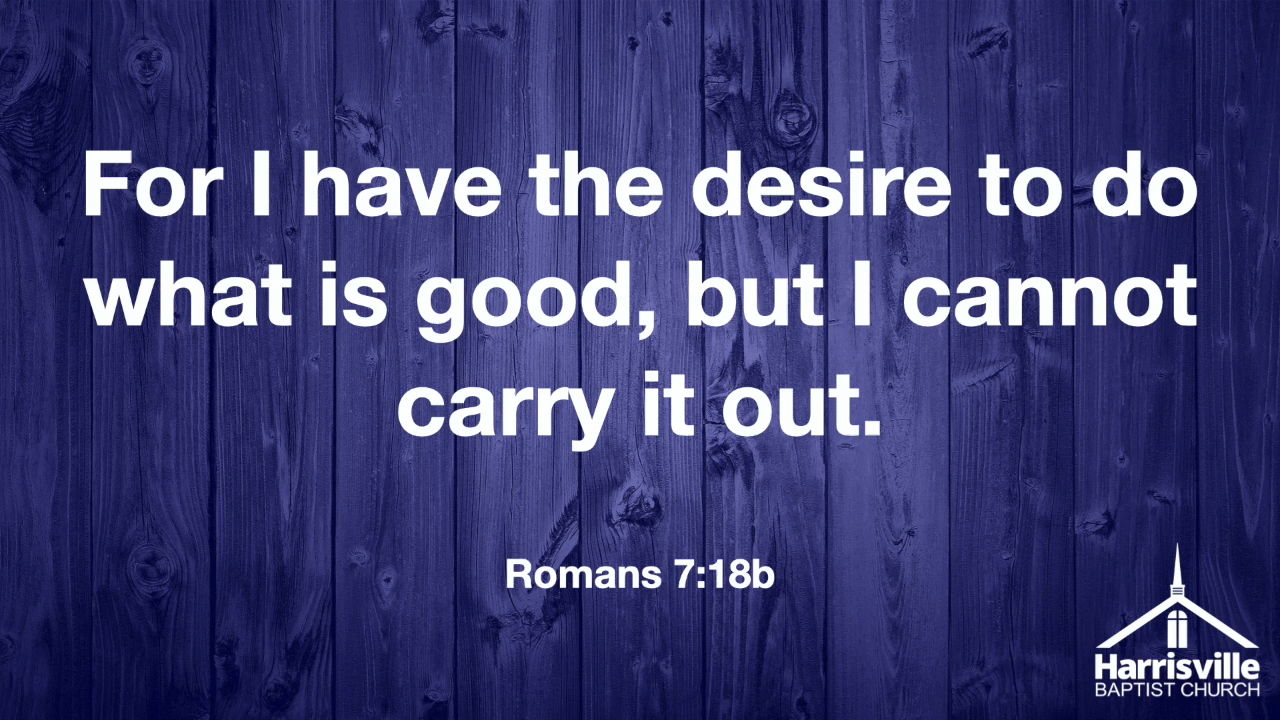 For I have the desire to do
what is good, but I cannot
carry it out.
Romans 7:18b
Harrisville
BAPTIST CHURCH